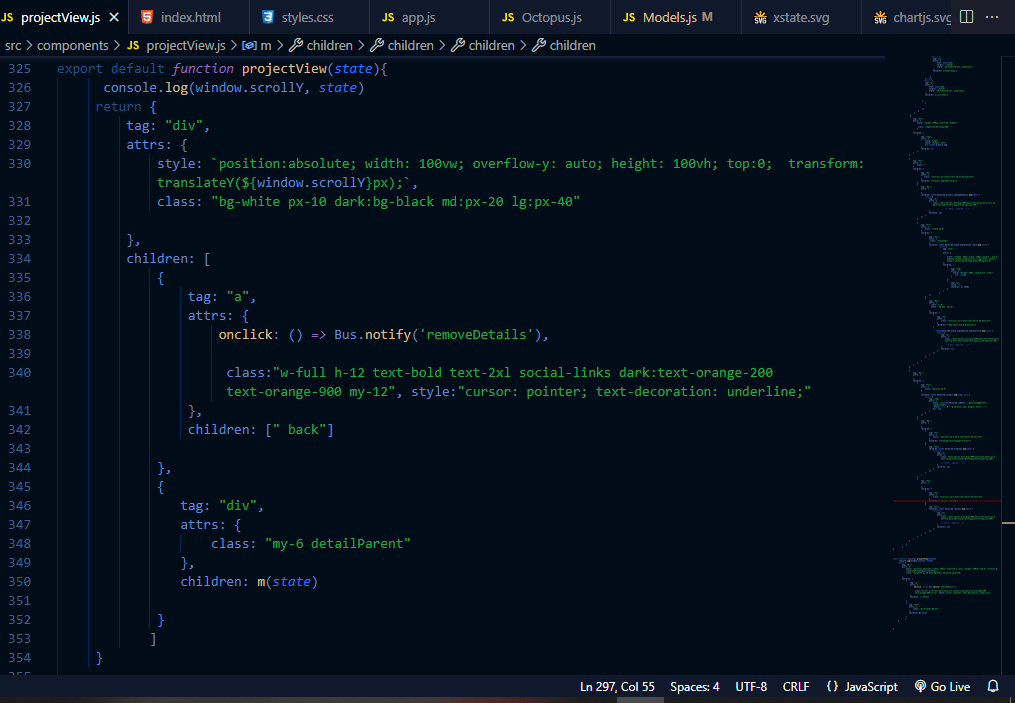 JS projectView.js × index.html styles.css JS app.js JS Octopus.js JS Models.js M xstate.svg chartjs.svg ···
src > components > JS projectView.js > m > children > children > children > children
325 export default function projectView(state){
326 console.log(window.scrollY, state)
327 return {
328 tag: "div",
329 attrs: {
330 style: `position:absolute; width: 100vw; overflow-y: auto; height: 100vh; top:0;  transform:
translateY(${window.scrollY}px);`,
331 class: "bg-white px-10 dark:bg-black md:px-20 lg:px-40"
332
333 },
334 children: [
335 {
336 tag: "a",
337 attrs: {
338 onclick: () => Bus.notify('removeDetails'),
339
340 class:"w-full h-12 text-bold text-2xl social-links dark:text-orange-200
text-orange-900 my-12", style:"cursor: pointer; text-decoration: underline;"
341 },
342 children: [" back"]
343
344 },
345 {
346 tag: "div",
347 attrs: {
348 class: "my-6 detailParent"
349 },
350 children: m(state)
351
352 }
353 ]
354 }
355
Ln 297, Col 55 Spaces: 4 UTF-8 CRLF {} JavaScript Go Live